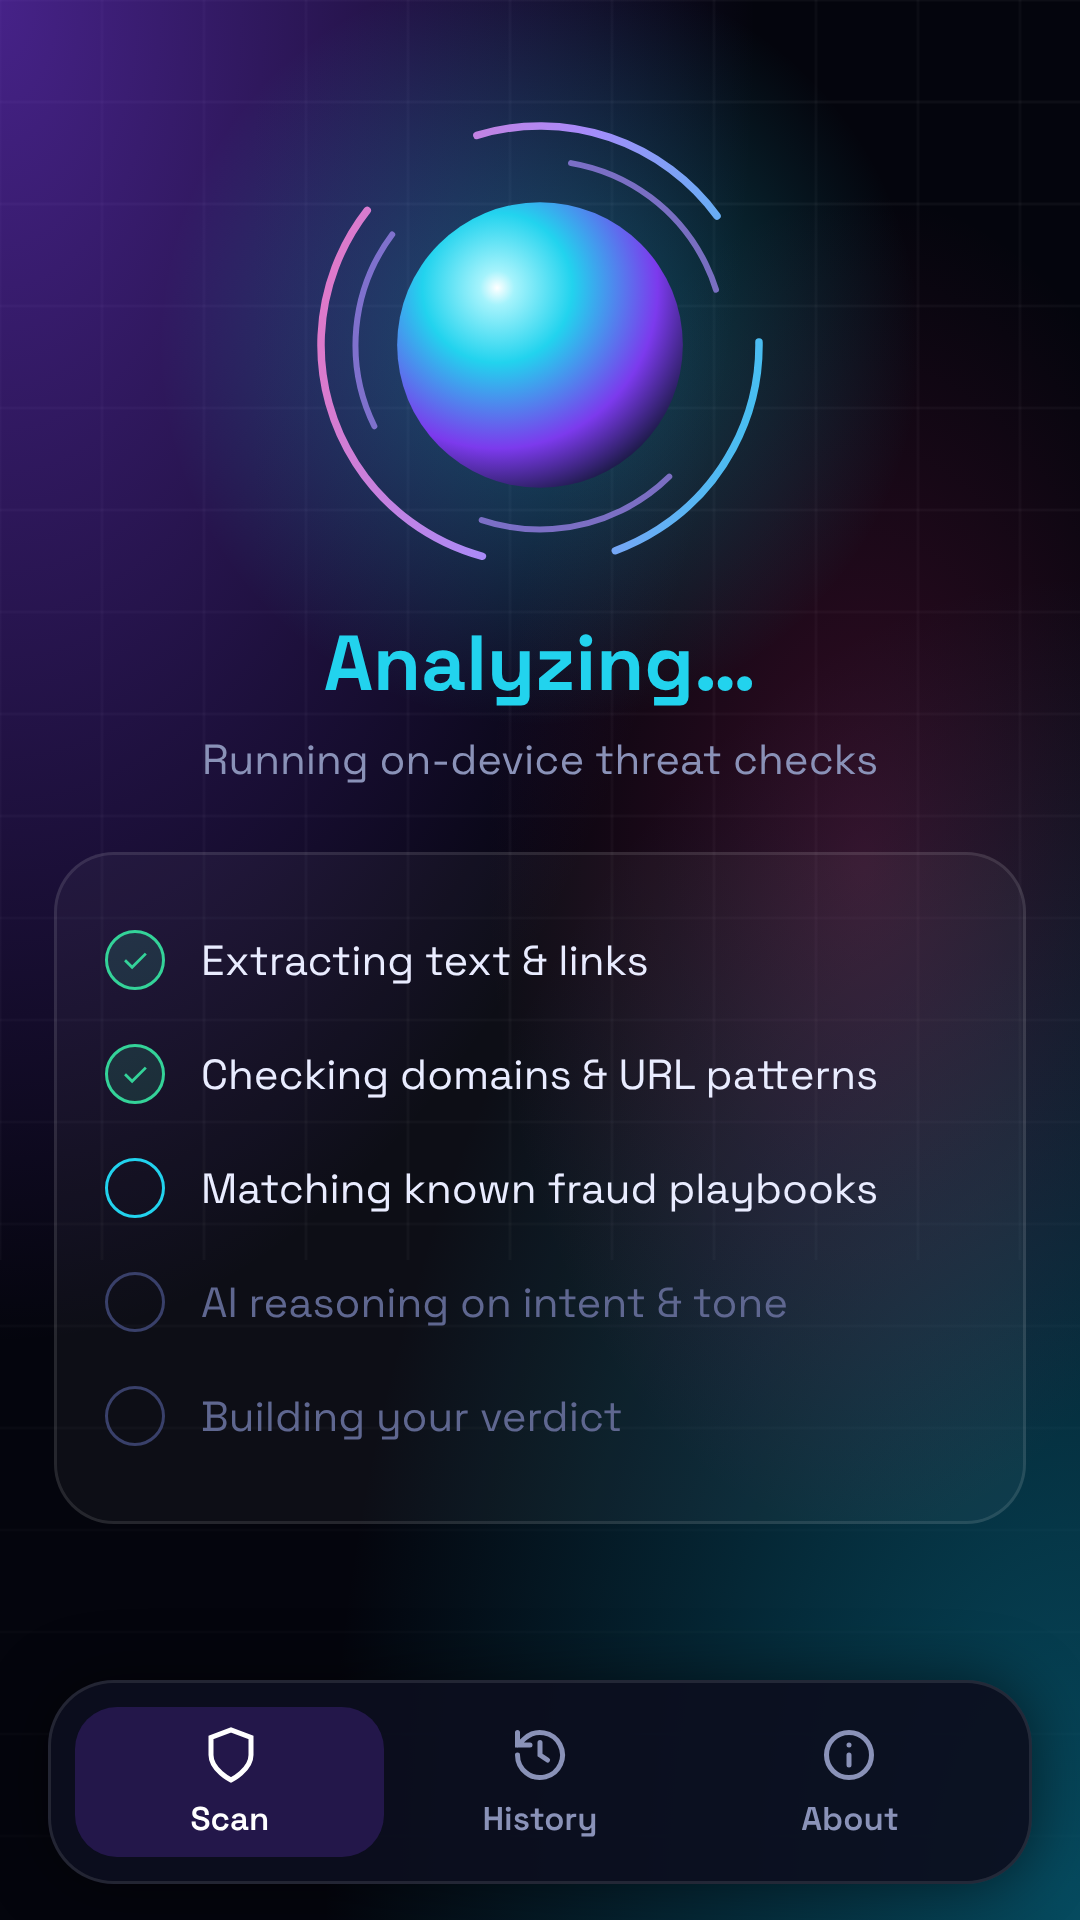 Analyzing...
Running on-device threat checks
Extracting text & links
Checking domains & URL patterns
Matching known fraud playbooks
AI reasoning on intent & tone
Building your verdict
Scan
History
About